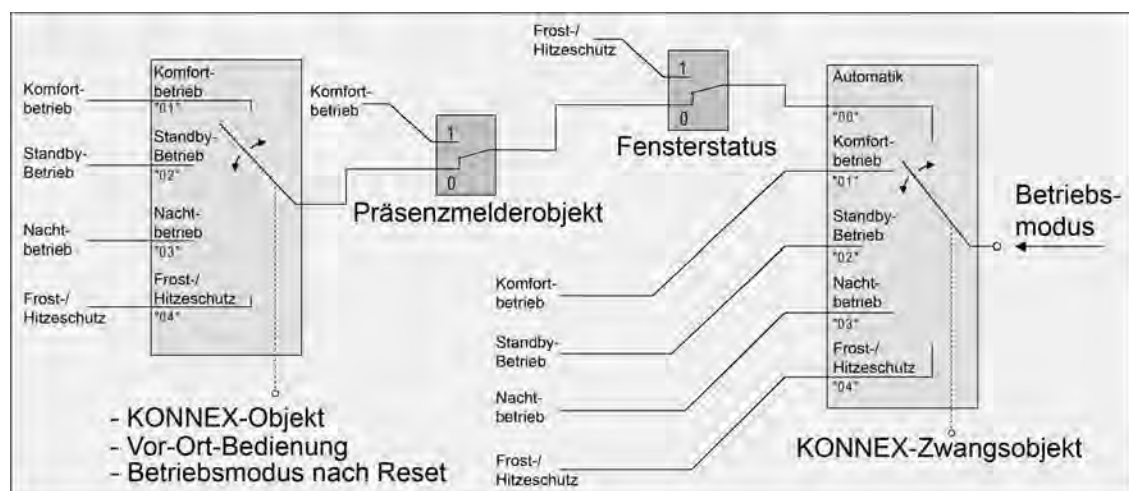 Komfort-
betrieb
Standby-
Betrieb
Nacht-
betrieb
Frost-/
Hitzeschutz
Komfort-
betrieb
"01"
Standby-
Betrieb
"02"
Nacht-
betrieb
"03"
Frost-/
Hitzeschutz
"04"
- KONNEX-Objekt
- Vor-Ort-Bedienung
- Betriebsmodus nach Reset
Komfort-
betrieb
1
0
Präsenzmelderobjekt
Frost-/
Hitzeschutz
1
0
Fensterstatus
Komfort-
betrieb
Standby-
Betrieb
Nacht-
betrieb
Frost-/
Hitzeschutz
Automatik
"00"
Komfort-
betrieb
"01"
Standby-
Betrieb
"02"
Nacht-
betrieb
"03"
Frost-/
Hitzeschutz
"04"
KONNEX-Zwangsobjekt
Betriebs-
modus